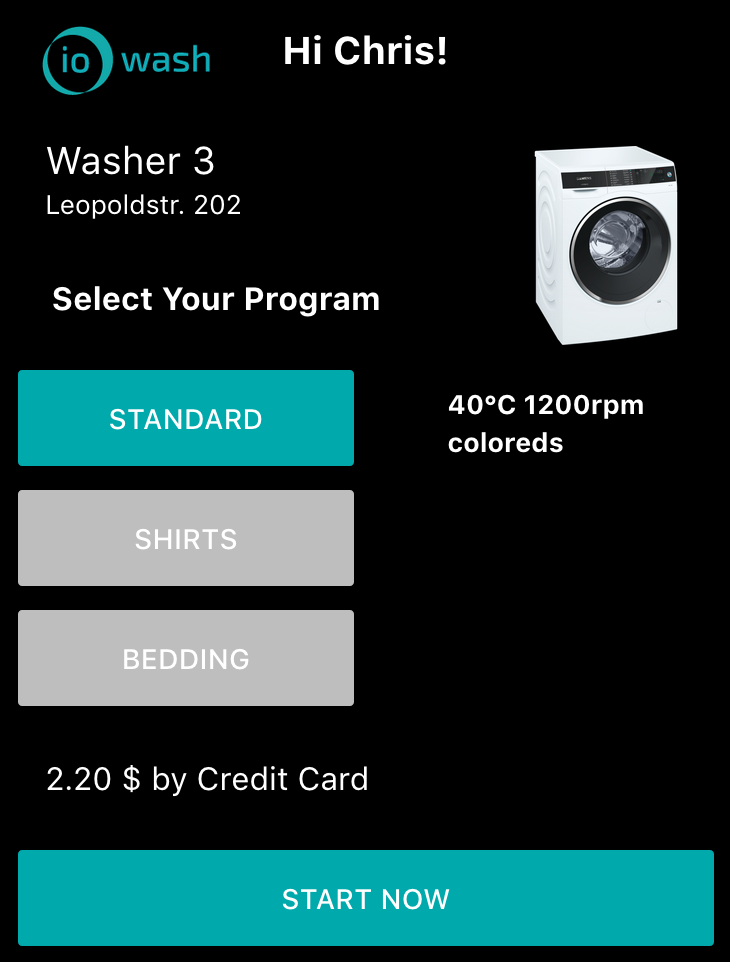 io wash
Hi Chris!
Washer 3
Leopoldstr. 202
Select Your Program
STANDARD
40°C 1200rpm
coloreds
SHIRTS
BEDDING
2.20 $ by Credit Card
START NOW